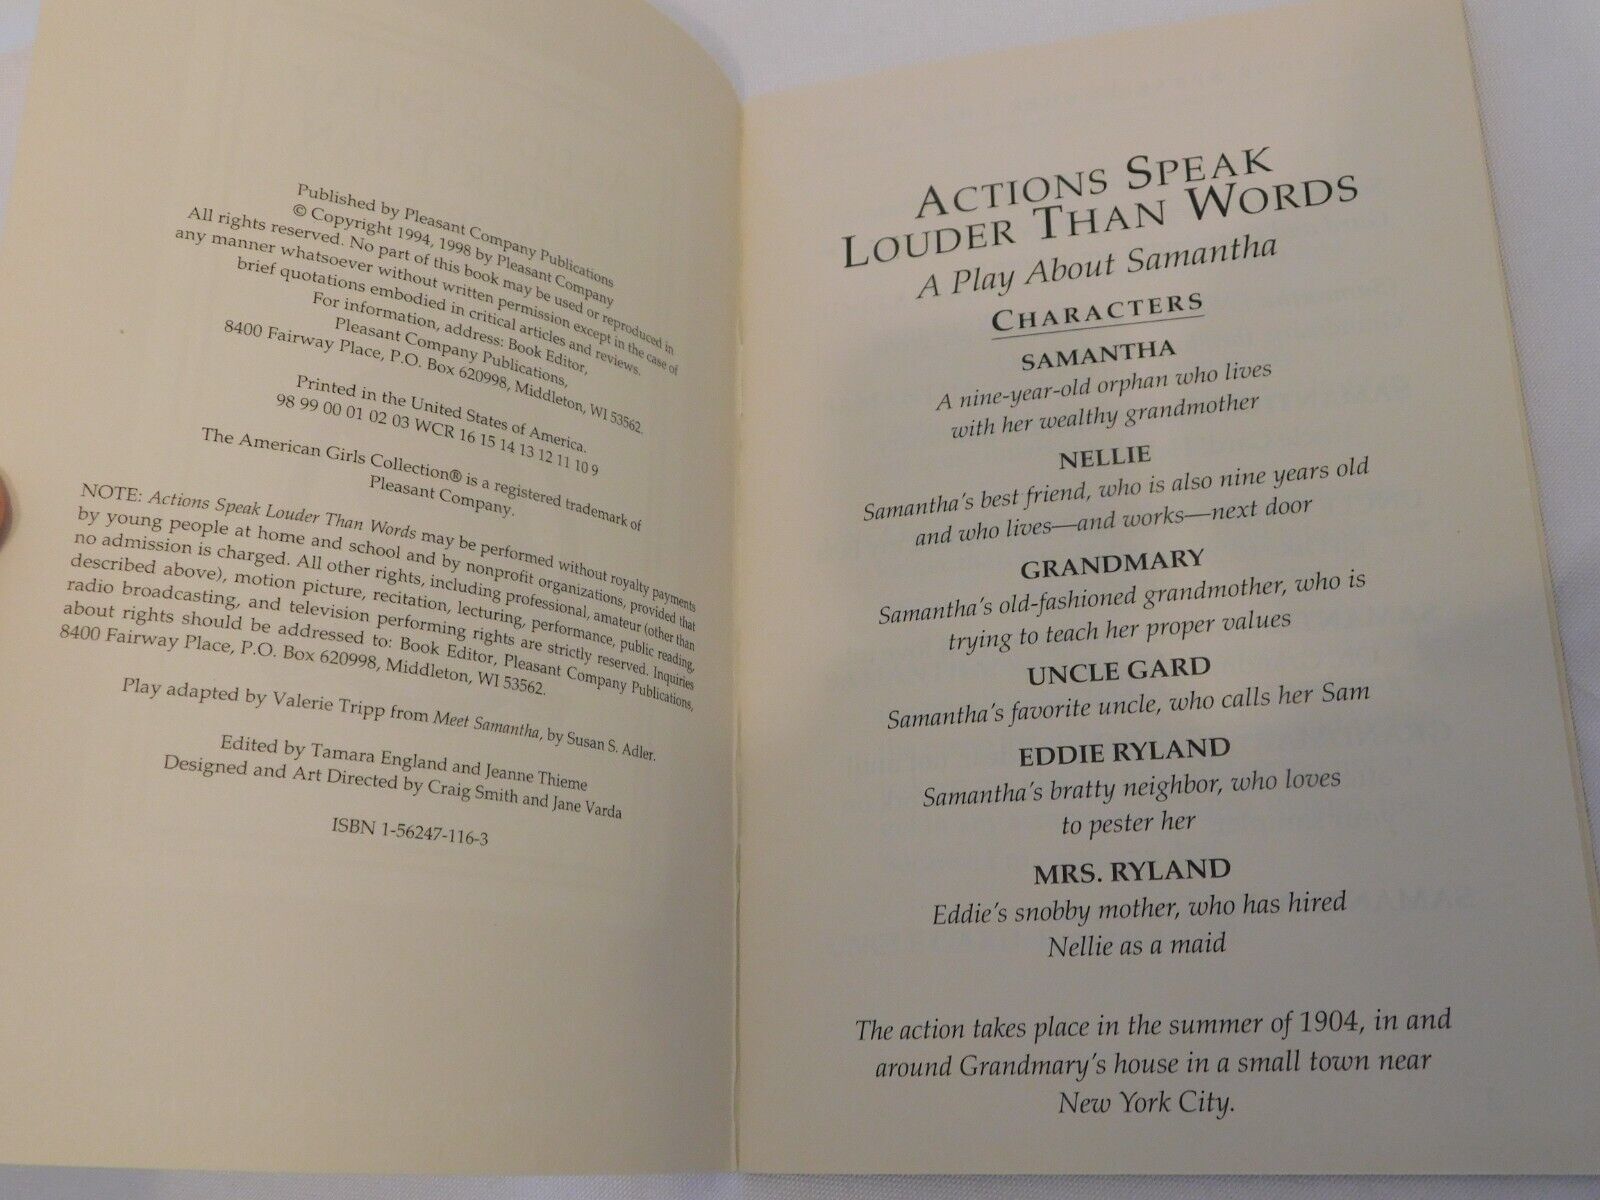 Published by Pleasant Company Publications
© Copyright 1994, 1998 by Pleasant Company
All rights reserved. No part of this book may be used or reproduced in
any manner whatsoever without written permission except in the case of
brief quotations embodied in critical articles and reviews.
For information, address: Book Editor,
Pleasant Company Publications,
8400 Fairway Place, P.O. Box 620998, Middleton, WI 53562.
Printed in the United States of America.
98 99 00 01 02 03 WCR 16 15 14 13 12 11 10 9
The American Girls Collection® is a registered trademark of
Pleasant Company.
NOTE: Actions Speak Louder Than Words may be performed without royalty payments
by young people at home and school and by nonprofit organizations, provided that
no admission is charged. All other rights, including professional, amateur (other than
described above), motion picture, recitation, lecturing, performance, public reading,
radio broadcasting, and television performing rights are strictly reserved. Inquiries
about rights should be addressed to: Book Editor, Pleasant Company Publications,
8400 Fairway Place, P.O. Box 620998, Middleton, WI 53562.
Play adapted by Valerie Tripp from Meet Samantha, by Susan S. Adler.
Edited by Tamara England and Jeanne Thieme
Designed and Art Directed by Craig Smith and Jane Varda
ISBN 1-56247-116-3
ACTIONS SPEAK
LOUDER THAN WORDS
A Play About Samantha
CHARACTERS
SAMANTHA
A nine-year-old orphan who lives
with her wealthy grandmother
NELLIE
Samantha's best friend, who is also nine years old
and who lives—and works—next door
GRANDMARY
Samantha's old-fashioned grandmother, who is
trying to teach her proper values
UNCLE GARD
Samantha's favorite uncle, who calls her Sam
EDDIE RYLAND
Samantha's bratty neighbor, who loves
to pester her
MRS. RYLAND
Eddie's snobby mother, who has hired
Nellie as a maid
The action takes place in the summer of 1904, in and
around Grandmary's house in a small town near
New York City.